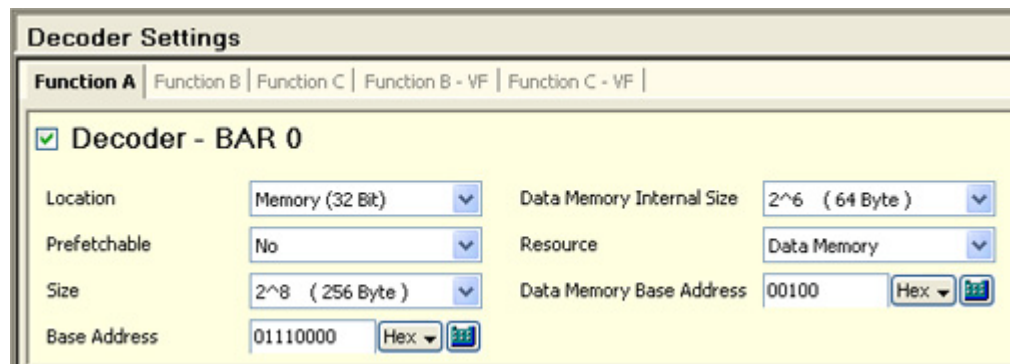 Decoder Settings
Function A Function B Function C Function B - VF Function C - VF
Decoder - BAR 0
Location Memory (32 Bit) Data Memory Internal Size 2^6 ( 64 Byte )
Prefetchable No Resource Data Memory
Size 2^8 ( 256 Byte ) Data Memory Base Address 00100 Hex
Base Address 01110000 Hex